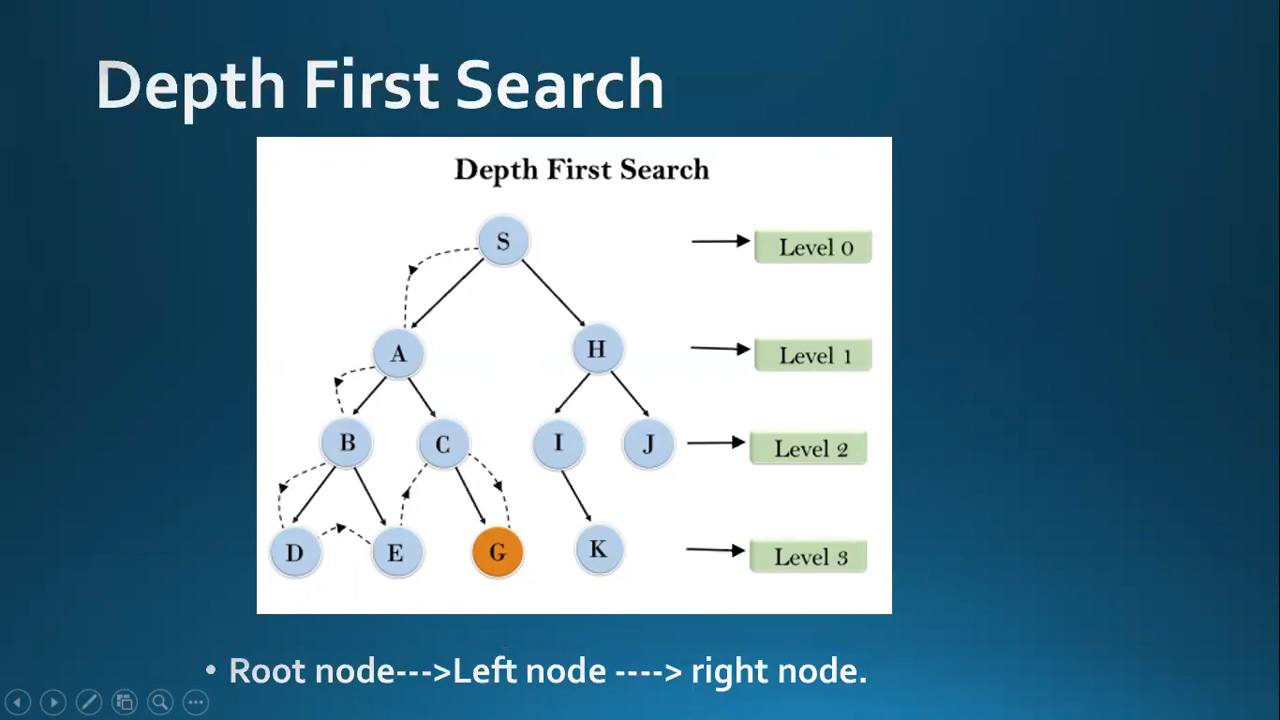 Depth First Search
Depth First Search
S
Level 0
A
H
Level 1
B
C
I
J
Level 2
D
E
G
K
Level 3
• Root node--->Left node ----> right node.